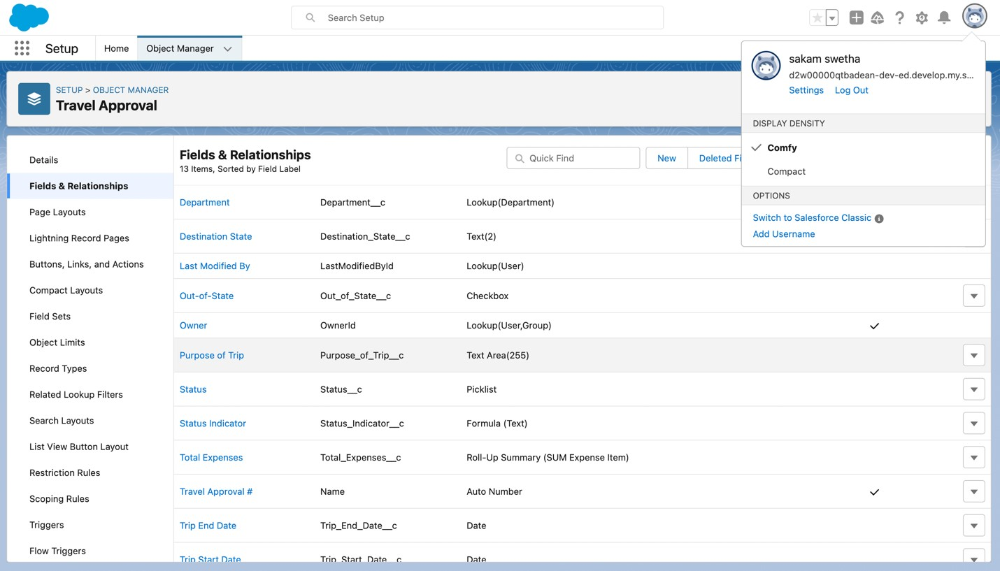 Search Setup
Setup
Home
Object Manager
SETUP > OBJECT MANAGER
Travel Approval
sakam swetha
d2w00000qtbadean-dev-ed.develop.my.s...
Settings Log Out
DISPLAY DENSITY
Comfy
Compact
OPTIONS
Switch to Salesforce Classic
Add Username
Details
Fields & Relationships
Page Layouts
Lightning Record Pages
Buttons, Links, and Actions
Compact Layouts
Field Sets
Object Limits
Record Types
Related Lookup Filters
Search Layouts
List View Button Layout
Restriction Rules
Scoping Rules
Triggers
Flow Triggers
Fields & Relationships
13 Items, Sorted by Field Label
Quick Find
New
Deleted Fi
Department Department__c Lookup(Department)
Destination State Destination_State__c Text(2)
Last Modified By LastModifiedById Lookup(User)
Out-of-State Out_of_State__c Checkbox
Owner OwnerId Lookup(User,Group)
Purpose of Trip Purpose_of_Trip__c Text Area(255)
Status Status__c Picklist
Status Indicator Status_Indicator__c Formula (Text)
Total Expenses Total_Expenses__c Roll-Up Summary (SUM Expense Item)
Travel Approval # Name Auto Number
Trip End Date Trip_End_Date__c Date
Trip Start Date Trip_Start_Date__c Date